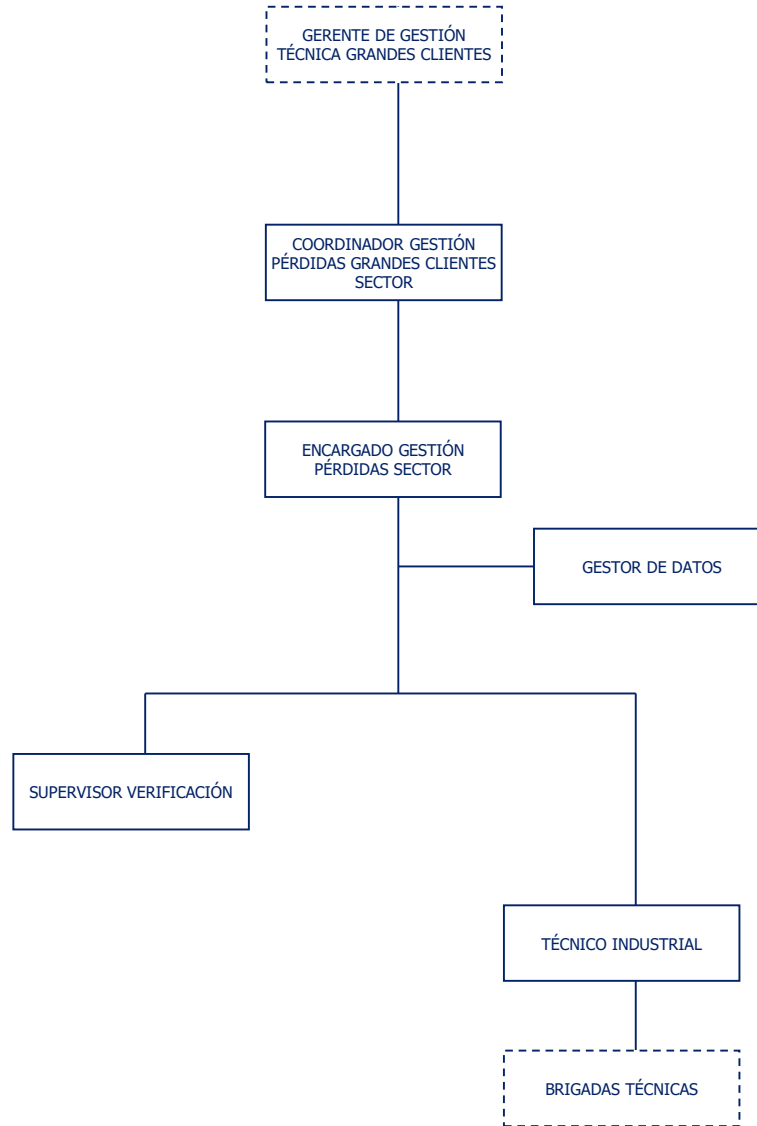 GERENTE DE GESTIÓN
TÉCNICA GRANDES CLIENTES
COORDINADOR GESTIÓN
PÉRDIDAS GRANDES CLIENTES
SECTOR
ENCARGADO GESTIÓN
PÉRDIDAS SECTOR
GESTOR DE DATOS
SUPERVISOR VERIFICACIÓN
TÉCNICO INDUSTRIAL
BRIGADAS TÉCNICAS